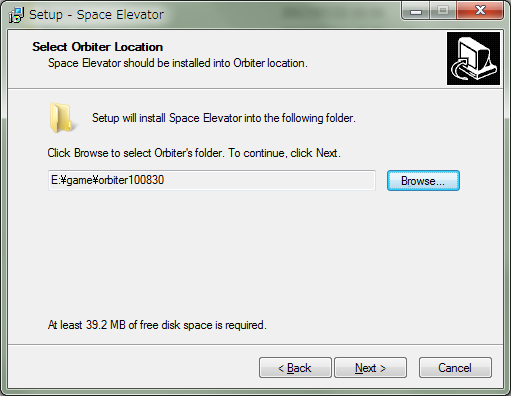 Setup - Space Elevator
Select Orbiter Location
Space Elevator should be installed into Orbiter location.
Setup will install Space Elevator into the following folder.
Click Browse to select Orbiter's folder. To continue, click Next.
E:¥game¥orbiter100830
Browse...
At least 39.2 MB of free disk space is required.
< Back
Next >
Cancel